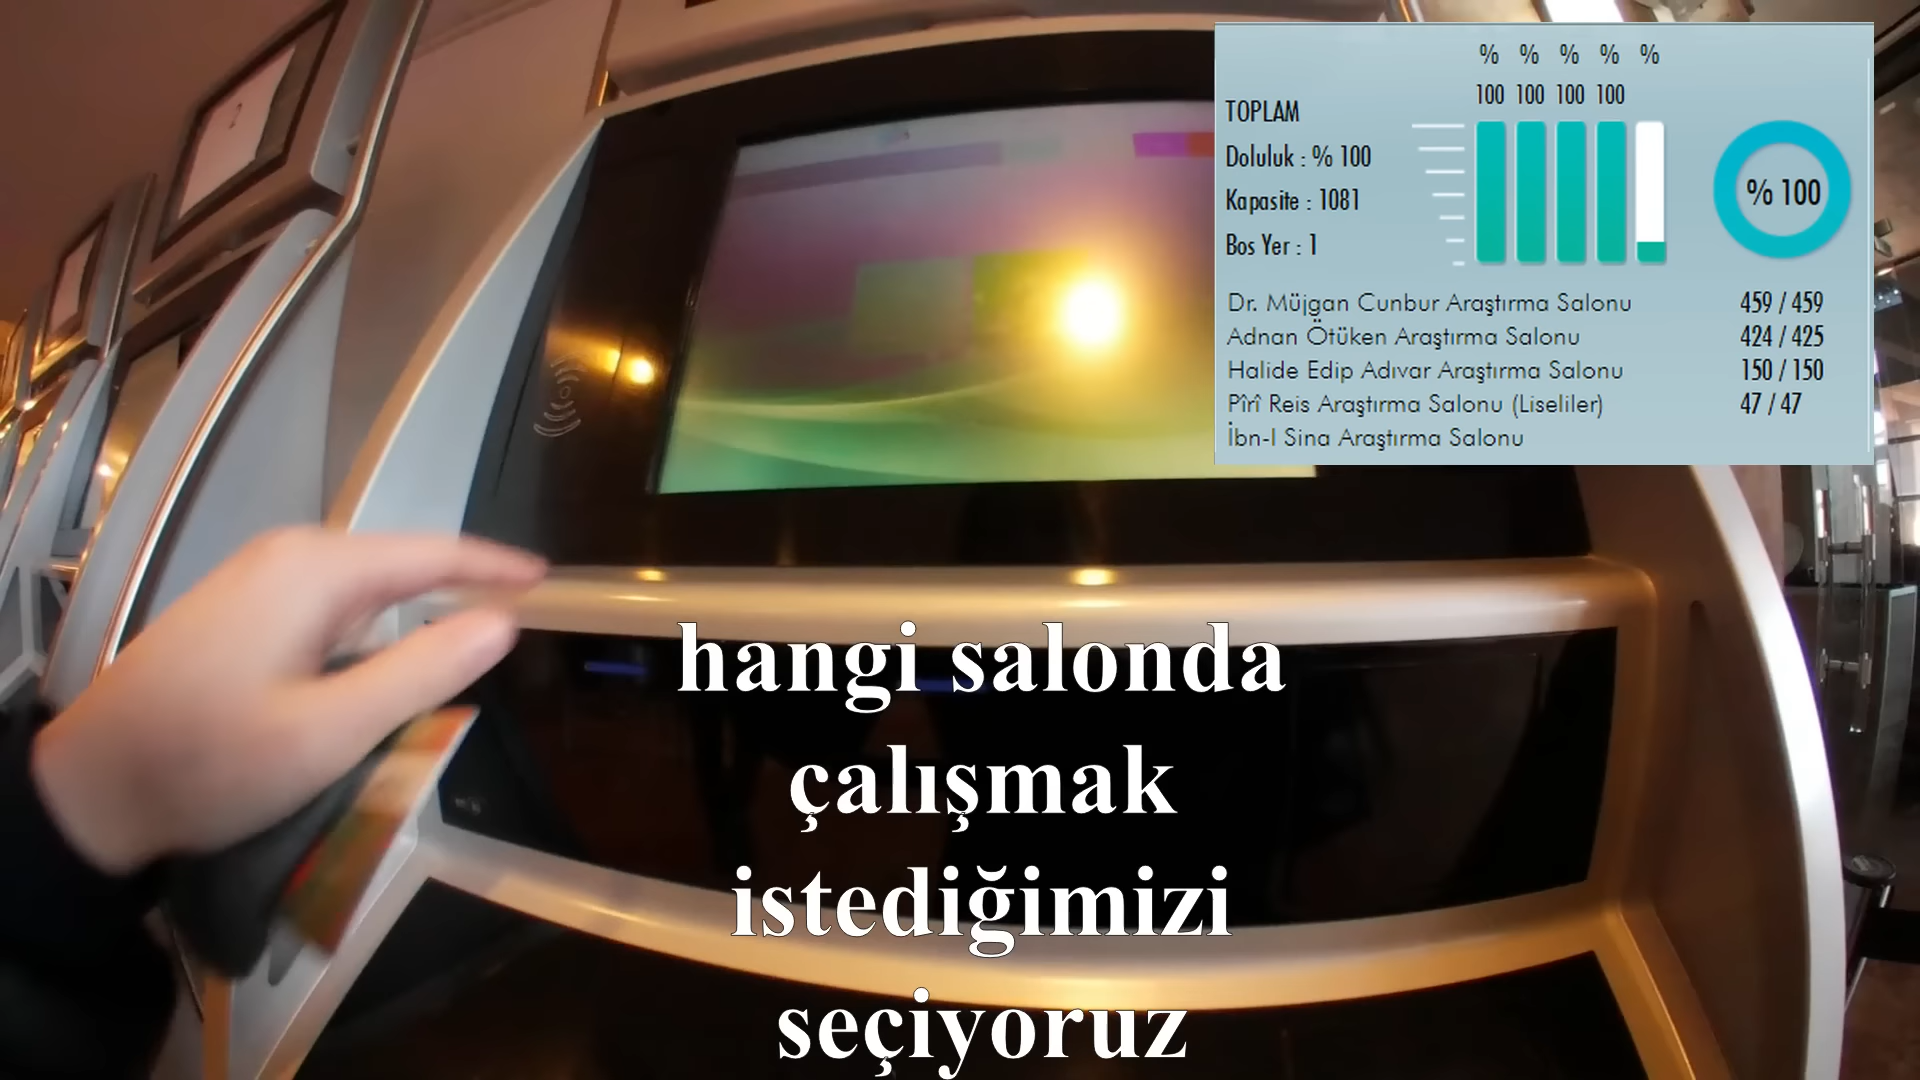 % % % % %
100 100 100 100
TOPLAM
Doluluk : % 100
Kapasite : 1081
Bos Yer : 1
% 100
Dr. Müjgan Cunbur Araştırma Salonu 459 / 459
Adnan Ötüken Araştırma Salonu 424 / 425
Halide Edip Adıvar Araştırma Salonu 150 / 150
Pîrî Reis Araştırma Salonu (Liseliler) 47 / 47
İbn-I Sina Araştırma Salonu
hangi salonda
çalışmak
istediğimizi
seçiyoruz